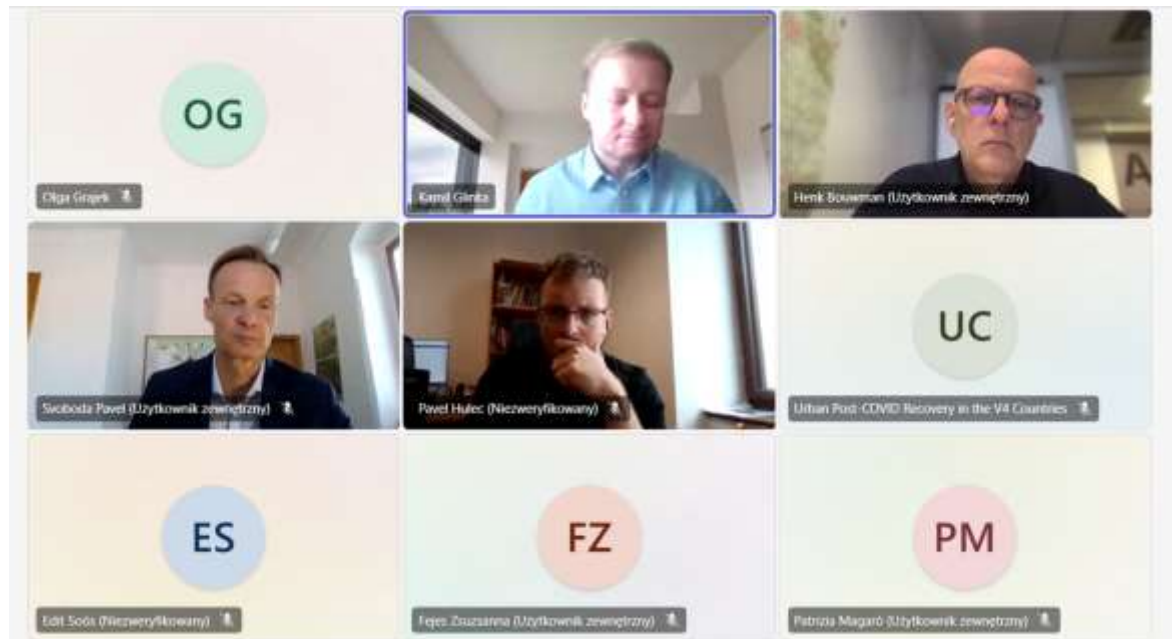 OG
Olga Grajek
Kamil Glinka
Henk Bouwman (Użytkownik zewnętrzny)
A
Svoboda Pavel (Użytkownik zewnętrzny)
Pavel Hulec (Niezweryfikowany)
UC
Urban Post-COVID Recovery in the V4 Countries
ES
Edit Soós (Niezweryfikowany)
FZ
Fejes Zsuzsanna (Użytkownik zewnętrzny)
PM
Patrizia Magarò (Użytkownik zewnętrzny)